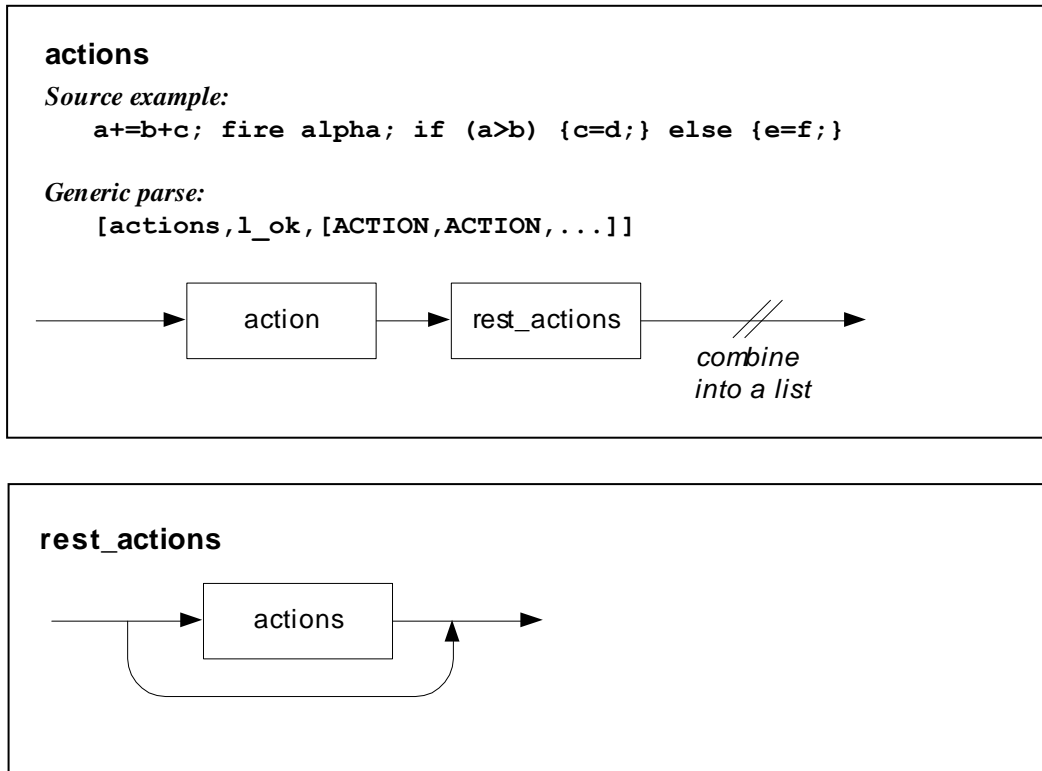 actions
Source example:
a+=b+c; fire alpha; if (a>b) {c=d;} else {e=f;}
Generic parse:
[actions,l_ok,[ACTION,ACTION,...]]
action
rest_actions
combine
into a list
rest_actions
actions